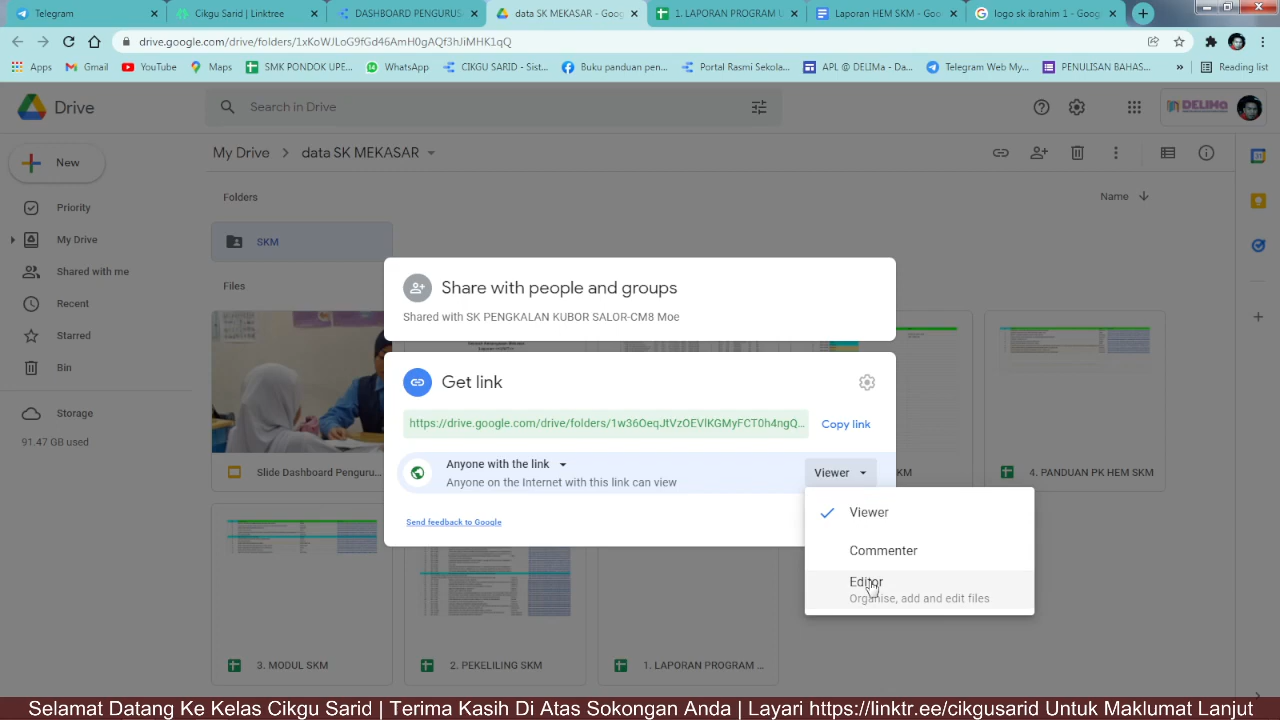 Telegram
Cikgu Sarid | Linktree
DASHBOARD PENGURUS
data SK MEKASAR - Goog
1. LAPORAN PROGRAM U
Laporan HEM SKM - Goo
logo sk ibrahim 1 - Googl
drive.google.com/drive/folders/1xKoWJLoG9fGd46AmH0gAQf3hJiMHK1qQ
Apps
Gmail
YouTube
Maps
SMK PONDOK UPE...
WhatsApp
CIKGU SARID - Sist...
Buku panduan pen...
Portal Rasmi Sekola...
APL @ DELIMa - Da...
Telegram Web My...
PENULISAN BAHAS...
»
Reading list
Drive
Search in Drive
DELIMa
New
My Drive > data SK MEKASAR
Priority
My Drive
Shared with me
Recent
Starred
Bin
Storage
91.47 GB used
Folders
Name
SKM
Files
Share with people and groups
Shared with SK PENGKALAN KUBOR SALOR-CM8 Moe
Get link
https://drive.google.com/drive/folders/1w36OeqJtVzOEVlKGMyFCT0h4ngQ...
Copy link
Anyone with the link
Anyone on the Internet with this link can view
Viewer
Send feedback to Google
Viewer
Commenter
Editor
Organise, add and edit files
Slide Dashboard Penguru...
KM
4. PANDUAN PK HEM SKM
3. MODUL SKM
2. PEKELILING SKM
1. LAPORAN PROGRAM ...
Selamat Datang Ke Kelas Cikgu Sarid | Terima Kasih Di Atas Sokongan Anda | Layari https://linktr.ee/cikgusarid Untuk Maklumat Lanjut